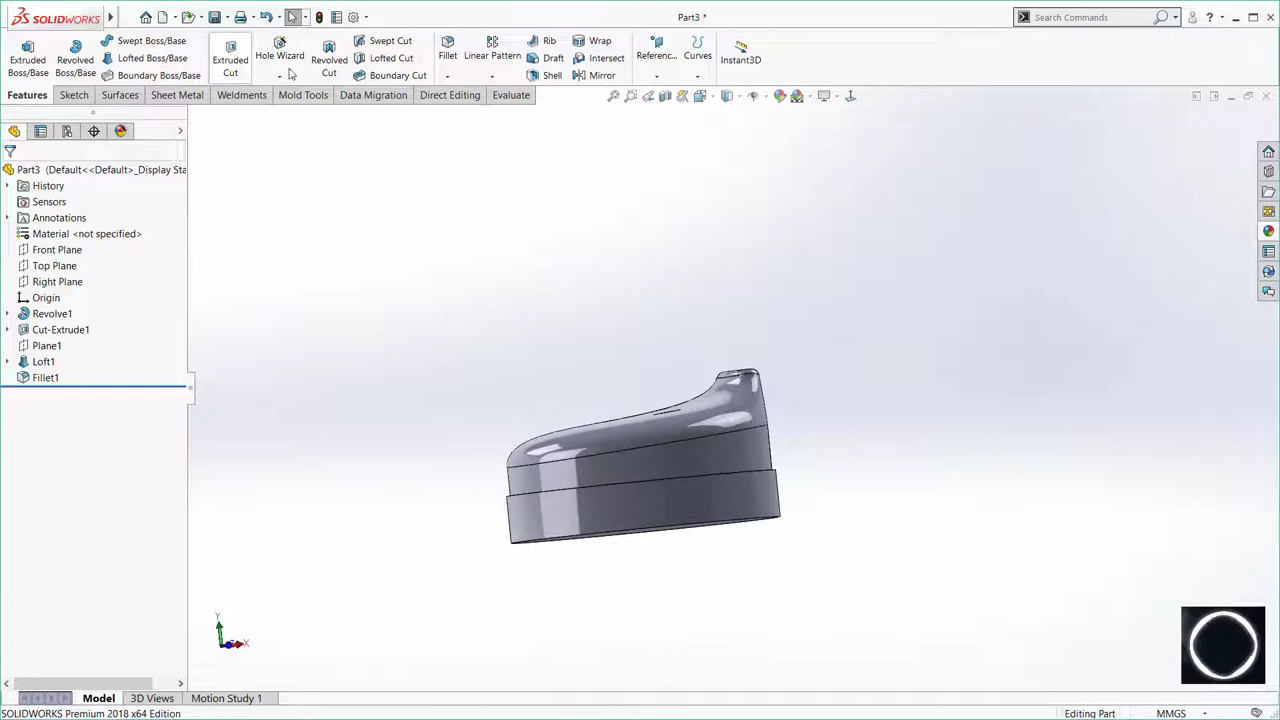 SOLIDWORKS
Part3 *
Search Commands
Extruded Boss/Base
Revolved Boss/Base
Swept Boss/Base
Lofted Boss/Base
Boundary Boss/Base
Extruded Cut
Hole Wizard
Revolved Cut
Swept Cut
Lofted Cut
Boundary Cut
Fillet
Linear Pattern
Rib
Draft
Shell
Wrap
Intersect
Mirror
Referenc...
Curves
Instant3D
Features
Sketch
Surfaces
Sheet Metal
Weldments
Mold Tools
Data Migration
Direct Editing
Evaluate
Part3 (Default<<Default>_Display Sta
History
Sensors
Annotations
Material <not specified>
Front Plane
Top Plane
Right Plane
Origin
Revolve1
Cut-Extrude1
Plane1
Loft1
Fillet1
Y
X
Model
3D Views
Motion Study 1
SOLIDWORKS Premium 2018 x64 Edition
Editing Part
MMGS